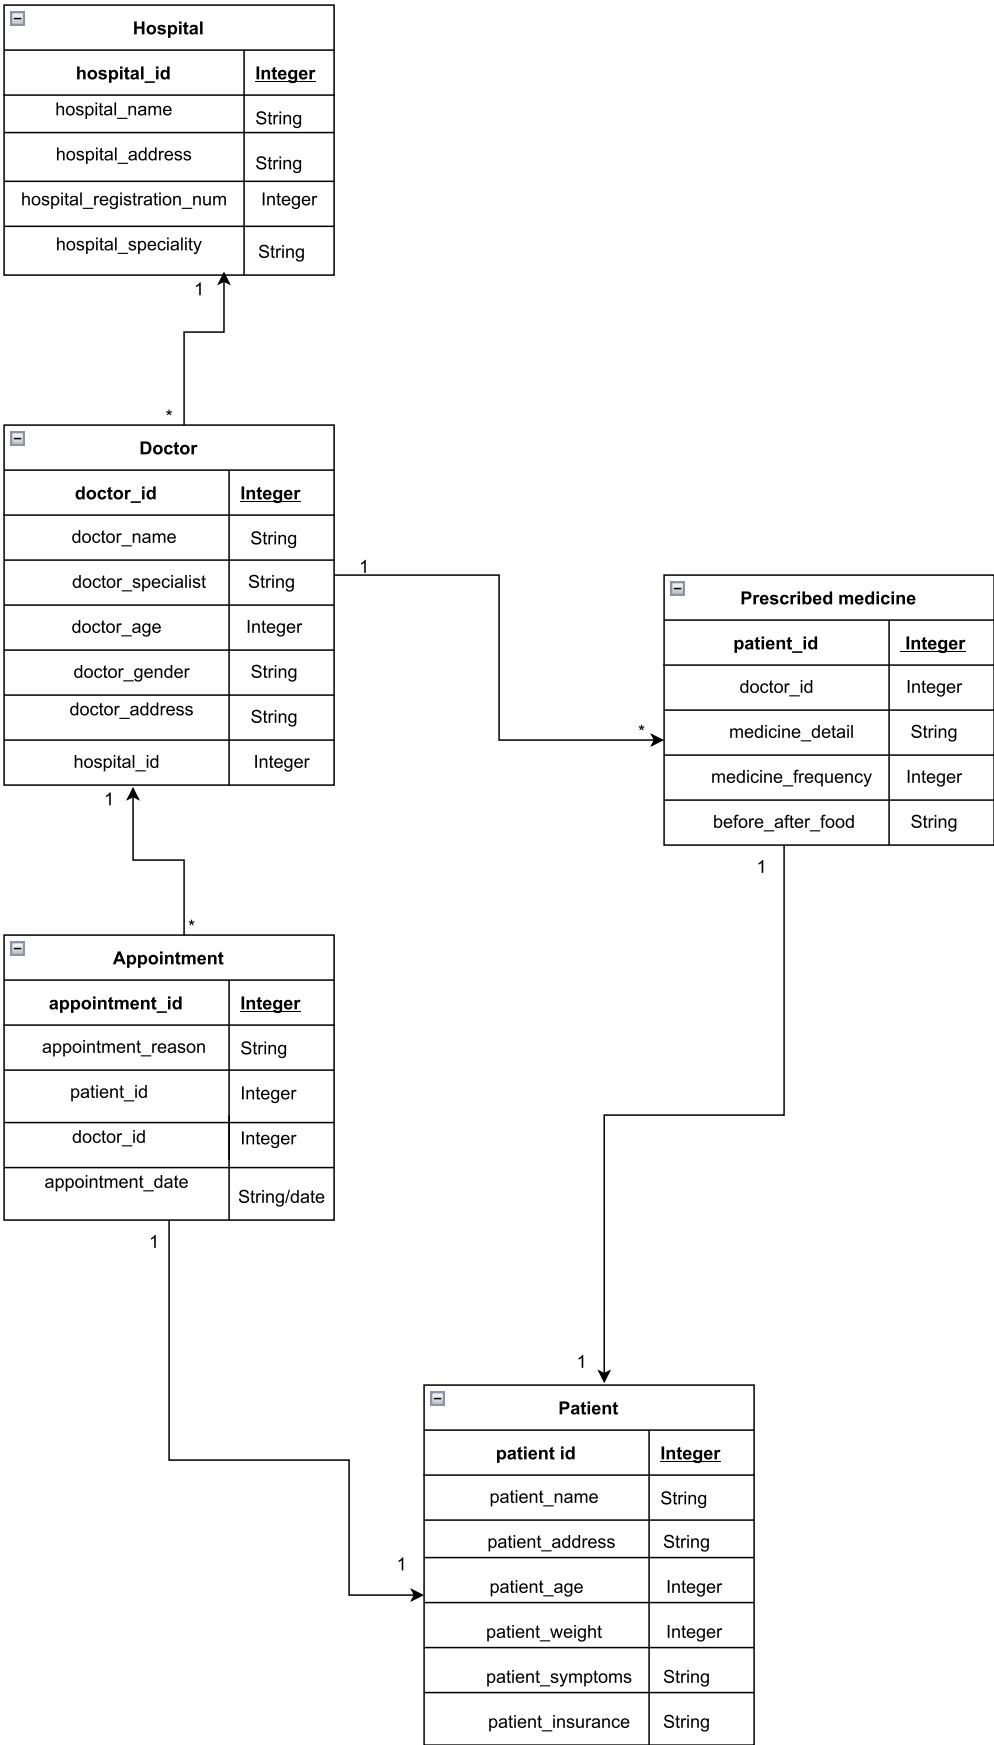 Hospital
hospital_id Integer
hospital_name String
hospital_address String
hospital_registration_num Integer
hospital_speciality String
1
*
Doctor
doctor_id Integer
doctor_name String
doctor_specialist String
doctor_age Integer
doctor_gender String
doctor_address String
hospital_id Integer
1
*
Prescribed medicine
patient_id Integer
doctor_id Integer
medicine_detail String
medicine_frequency Integer
before_after_food String
1
*
Appointment
appointment_id Integer
appointment_reason String
patient_id Integer
doctor_id Integer
appointment_date String/date
1
1
1
1
Patient
patient id Integer
patient_name String
patient_address String
patient_age Integer
patient_weight Integer
patient_symptoms String
patient_insurance String